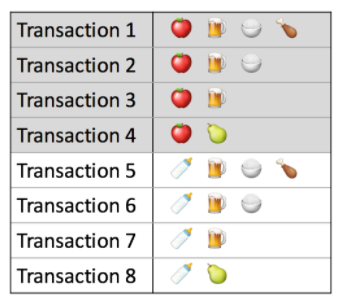 Transaction 1
Transaction 2
Transaction 3
Transaction 4
Transaction 5
Transaction 6
Transaction 7
Transaction 8